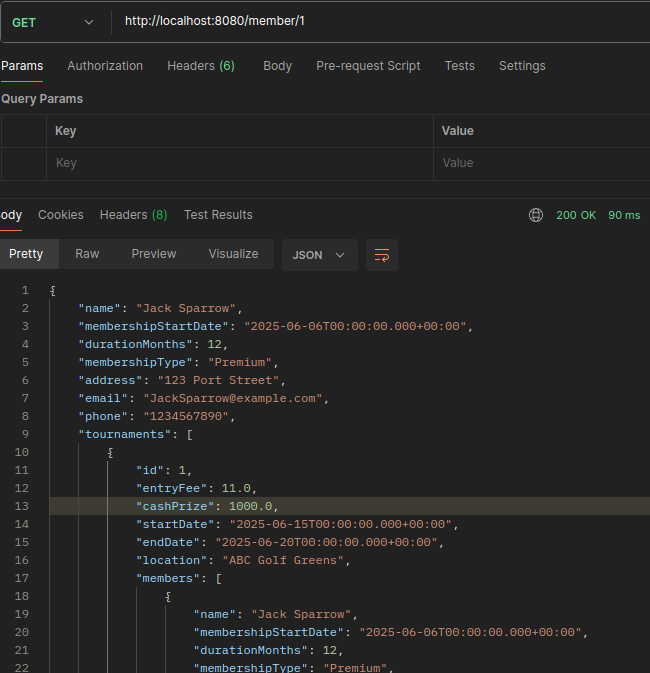 GET http://localhost:8080/member/1
Params Authorization Headers (6) Body Pre-request Script Tests Settings
Query Params
Key Value
Key Value
ody Cookies Headers (8) Test Results 200 OK 90 ms
Pretty Raw Preview Visualize JSON
1 {
2 "name": "Jack Sparrow",
3 "membershipStartDate": "2025-06-06T00:00:00.000+00:00",
4 "durationMonths": 12,
5 "membershipType": "Premium",
6 "address": "123 Port Street",
7 "email": "JackSparrow@example.com",
8 "phone": "1234567890",
9 "tournaments": [
10 {
11 "id": 1,
12 "entryFee": 11.0,
13 "cashPrize": 1000.0,
14 "startDate": "2025-06-15T00:00:00.000+00:00",
15 "endDate": "2025-06-20T00:00:00.000+00:00",
16 "location": "ABC Golf Greens",
17 "members": [
18 {
19 "name": "Jack Sparrow",
20 "membershipStartDate": "2025-06-06T00:00:00.000+00:00",
21 "durationMonths": 12,
22 "membershipType": "Premium",